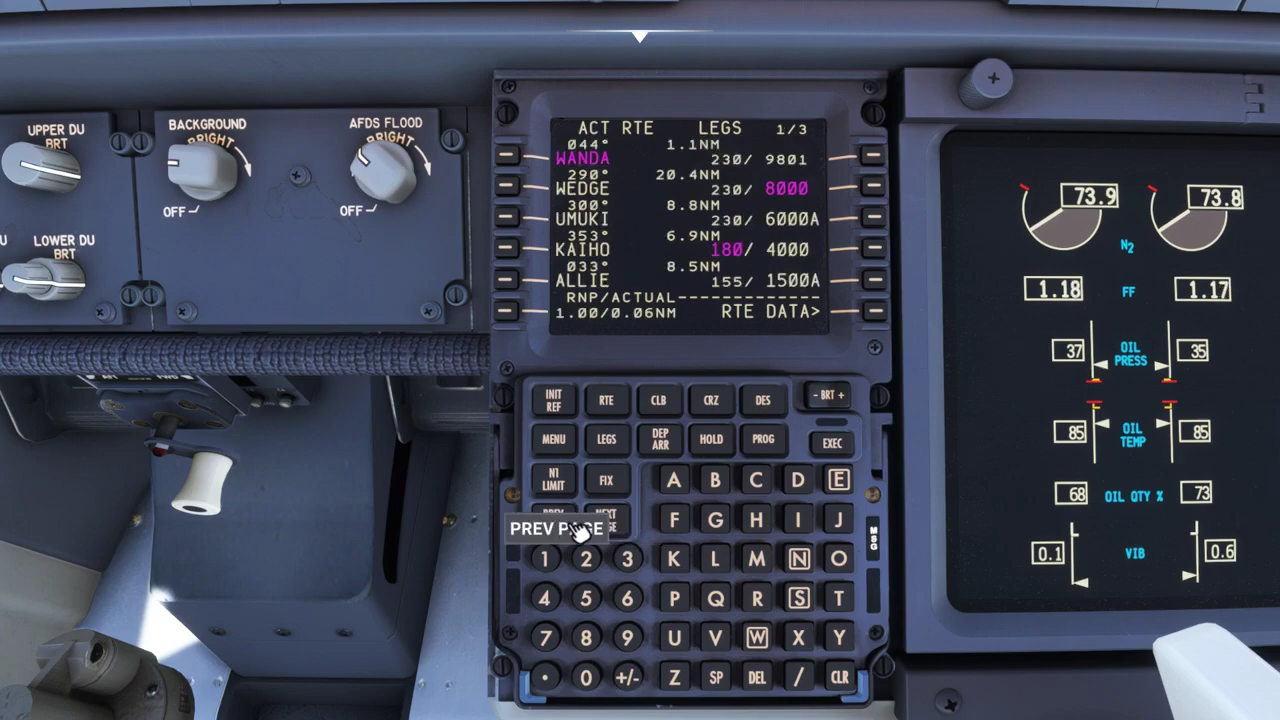 UPPER DU
BRT
BACKGROUND
BRIGHT
OFF
AFDS FLOOD
BRIGHT
OFF
LOWER DU
BRT
ACT RTE LEGS 1/3
044° 1.1NM
WANDA 230/ 9801
290° 20.4NM
WEDGE 230/ 8000
300° 8.8NM
UMUKI 230/ 6000A
353° 6.9NM
KAIHO 180/ 4000
033° 8.5NM
ALLIE 155/ 1500A
RNP/ACTUAL----------------
1.00/0.06NM RTE DATA>
INIT REF RTE CLB CRZ DES - BRT +
MENU LEGS DEP ARR HOLD PROG EXEC
N1 LIMIT FIX A B C D E
F G H I J
PREV PAGE
1 2 3 K L M N O
4 5 6 P Q R S T
7 8 9 U V W X Y
. 0 +/- Z SP DEL / CLR
MSG
73.9 N2 73.8
1.18 FF 1.17
37 OIL PRESS 35
85 OIL TEMP 85
68 OIL QTY % 73
0.1 VIB 0.6